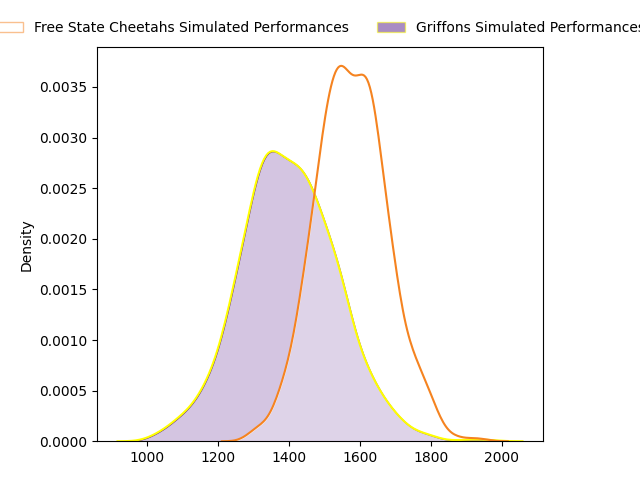 Free State Cheetahs Simulated Performances
Griffons Simulated Performances
0.0035
0.0030
0.0025
0.0020
0.0015
0.0010
0.0005
0.0000
Density
1000 1200 1400 1600 1800 2000